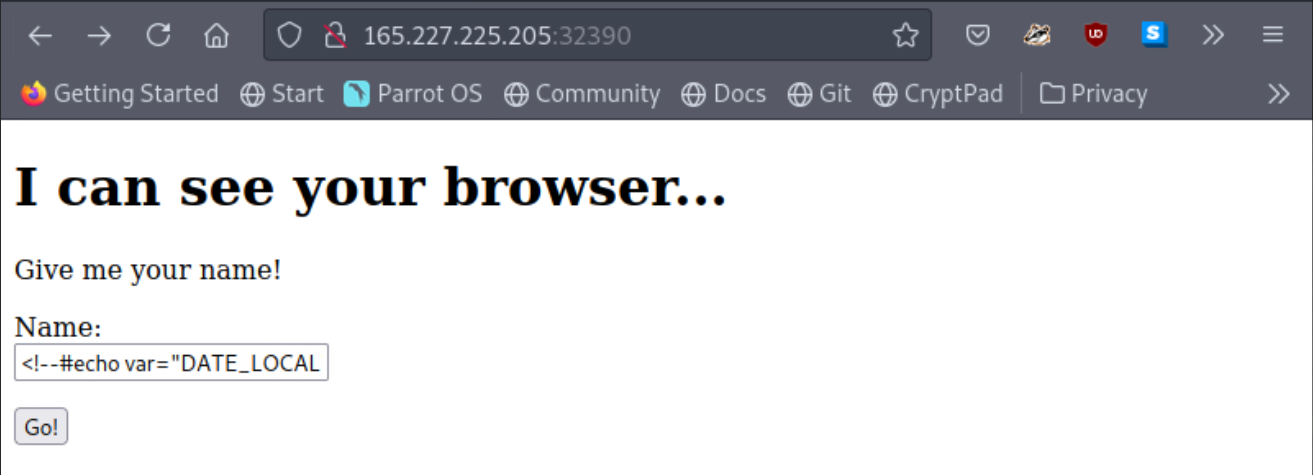 165.227.225.205:32390
Getting Started Start Parrot OS Community Docs Git CryptPad Privacy
I can see your browser...
Give me your name!
Name:
<!--#echo var="DATE_LOCAL
Go!